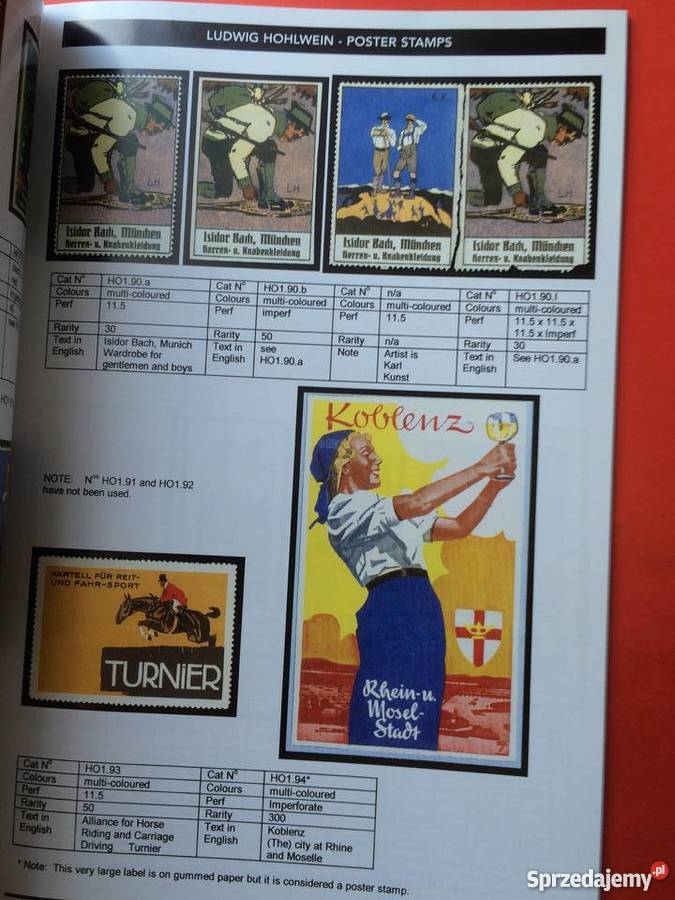 LUDWIG HOHLWEIN - POSTER STAMPS
LH
Isidor Bach, München
Herren- u. Knabenkleidung
LH
Isidor Bach, München
Herren- u. Knabenkleidung
K.K
Isidor Bach, München
Herren- u. Knabenkleidung
LH
Isidor Bach, München
Herren- u. Knabenkleidung
Cat Nº HO1.90.a
Colours multi-coloured
Perf 11.5
Rarity 30
Text in English Isidor Bach, Munich
Wardrobe for
gentlemen and boys
Cat Nº HO1.90.b
Colours multi-coloured
Perf imperf
Rarity 50
Text in English see
HO1.90.a
Cat Nº n/a
Colours multi-coloured
Perf 11.5
Rarity n/a
Note Artist is
Karl
Kunst
Cat Nº HO1.90.l
Colours multi-coloured
Perf 11.5 x 11.5 x
11.5 x Imperf
Rarity 30
Text in English See HO1.90.a
NOTE: Nºˢ HO1.91 and HO1.92
have not been used.
Koblenz
Rhein- u.
Mosel-
Stadt
KARTELL FÜR REIT-
UND FAHR-SPORT
TURNiER
Cat Nº HO1.93
Colours multi-coloured
Perf 11.5
Rarity 50
Text in English Alliance for Horse
Riding and Carriage
Driving Turnier
Cat Nº HO1.94*
Colours multi-coloured
Perf Imperforate
Rarity 300
Text in English Koblenz
(The) city at Rhine
and Moselle
* Note: This very large label is on gummed paper but it is considered a poster stamp.
Sprzedajemy.pl